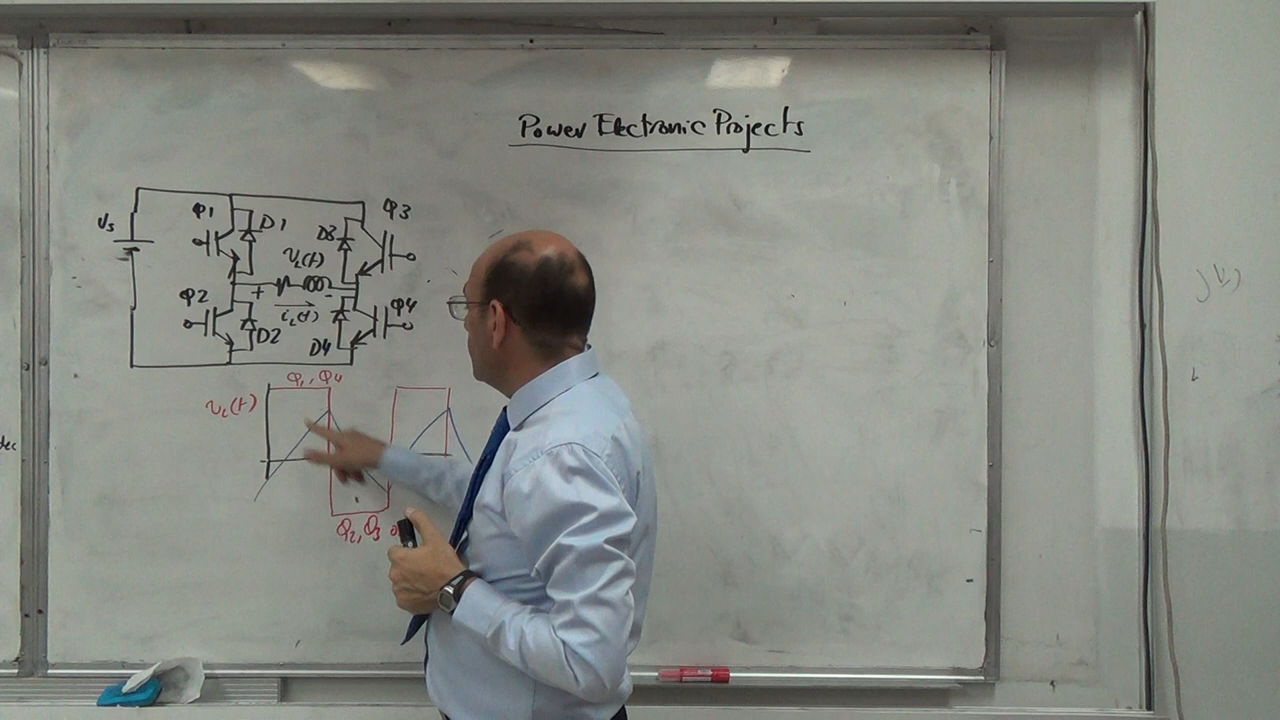 Power Electronic Projects
Vs
Q1
D1
D3
Q3
VL(t)
+
-
Q2
iL(t)
Q4
D2
D4
Q1, Q4
VL(t)
Q2, Q3
dec